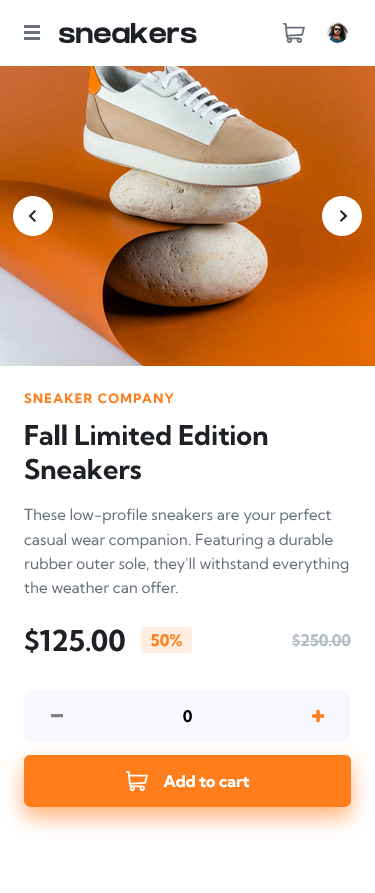 sneakers
SNEAKER COMPANY
Fall Limited Edition
Sneakers
These low-profile sneakers are your perfect
casual wear companion. Featuring a durable
rubber outer sole, they'll withstand everything
the weather can offer.
$125.00 50% $250.00
0
Add to cart